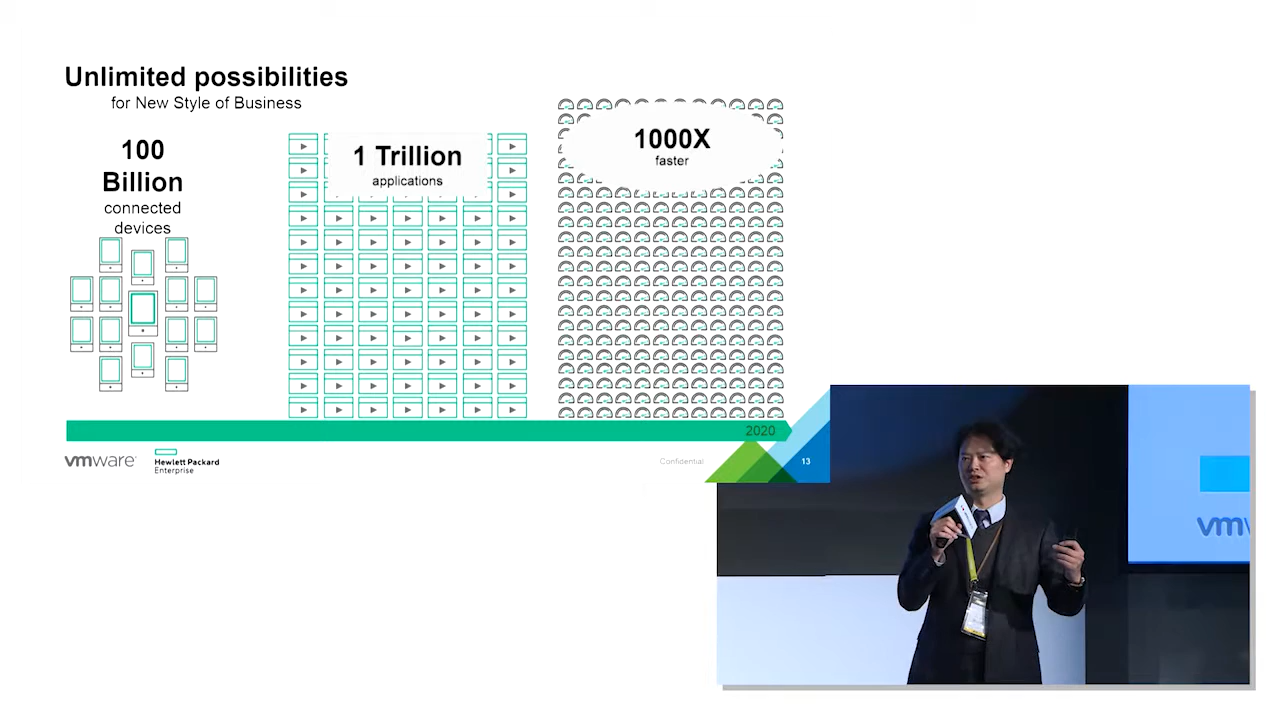 Unlimited possibilities
for New Style of Business
100
Billion
connected
devices
1 Trillion
applications
1000X
faster
2020
vmware
Hewlett Packard
Enterprise
Confidential
13
vmw